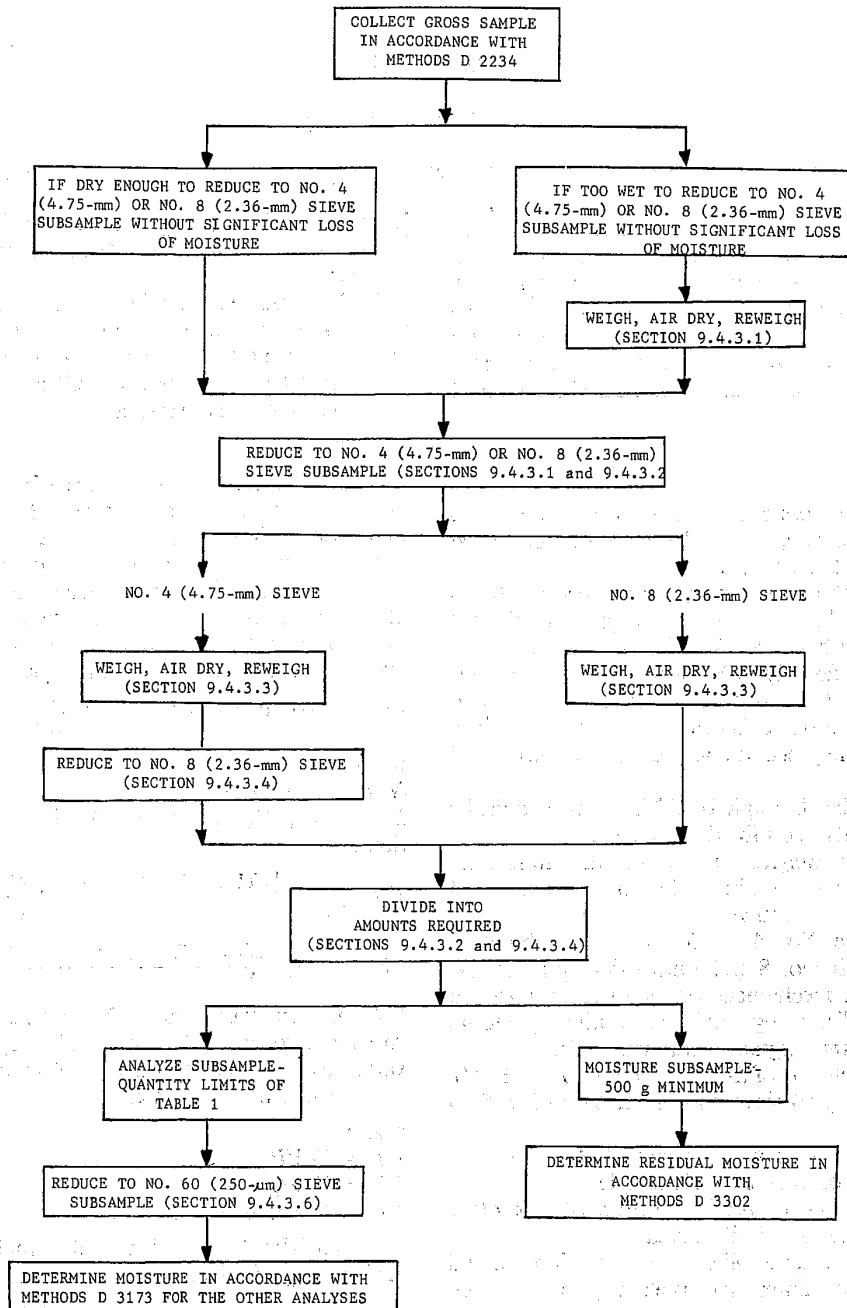 COLLECT GROSS SAMPLE
IN ACCORDANCE WITH
METHODS D 2234
IF DRY ENOUGH TO REDUCE TO NO. 4
(4.75-mm) OR NO. 8 (2.36-mm) SIEVE
SUBSAMPLE WITHOUT SIGNIFICANT LOSS
OF MOISTURE
IF TOO WET TO REDUCE TO NO. 4
(4.75-mm) OR NO. 8 (2.36-mm) SIEVE
SUBSAMPLE WITHOUT SIGNIFICANT LOSS
OF MOISTURE
WEIGH, AIR DRY, REWEIGH
(SECTION 9.4.3.1)
REDUCE TO NO. 4 (4.75-mm) OR NO. 8 (2.36-mm)
SIEVE SUBSAMPLE (SECTIONS 9.4.3.1 and 9.4.3.2
NO. 4 (4.75-mm) SIEVE
NO. 8 (2.36-mm) SIEVE
WEIGH, AIR DRY, REWEIGH
(SECTION 9.4.3.3)
WEIGH, AIR DRY, REWEIGH
(SECTION 9.4.3.3)
REDUCE TO NO. 8 (2.36-mm) SIEVE
(SECTION 9.4.3.4)
DIVIDE INTO
AMOUNTS REQUIRED
(SECTIONS 9.4.3.2 and 9.4.3.4)
ANALYZE SUBSAMPLE-
QUANTITY LIMITS OF
TABLE 1
MOISTURE SUBSAMPLE-
500 g MINIMUM
REDUCE TO NO. 60 (250-µm) SIEVE
SUBSAMPLE (SECTION 9.4.3.6)
DETERMINE RESIDUAL MOISTURE IN
ACCORDANCE WITH
METHODS D 3302
DETERMINE MOISTURE IN ACCORDANCE WITH
METHODS D 3173 FOR THE OTHER ANALYSES